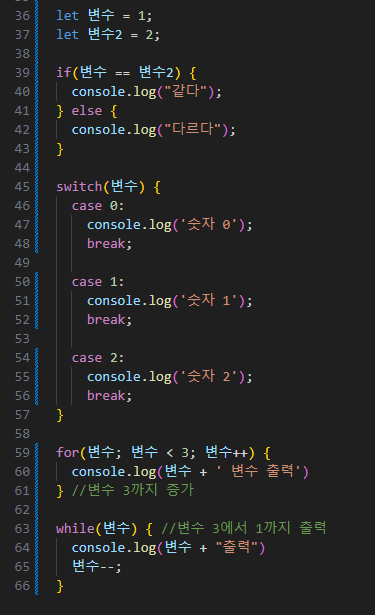 36 let 변수 = 1;
37 let 변수2 = 2;
38
39 if(변수 == 변수2) {
40 console.log("같다");
41 } else {
42 console.log("다르다");
43 }
44
45 switch(변수) {
46 case 0:
47 console.log('숫자 0');
48 break;
49
50 case 1:
51 console.log('숫자 1');
52 break;
53
54 case 2:
55 console.log('숫자 2');
56 break;
57 }
58
59 for(변수; 변수 < 3; 변수++) {
60 console.log(변수 + ' 변수 출력')
61 } //변수 3까지 증가
62
63 while(변수) { //변수 3에서 1까지 출력
64 console.log(변수 + "출력")
65 변수--;
66 }